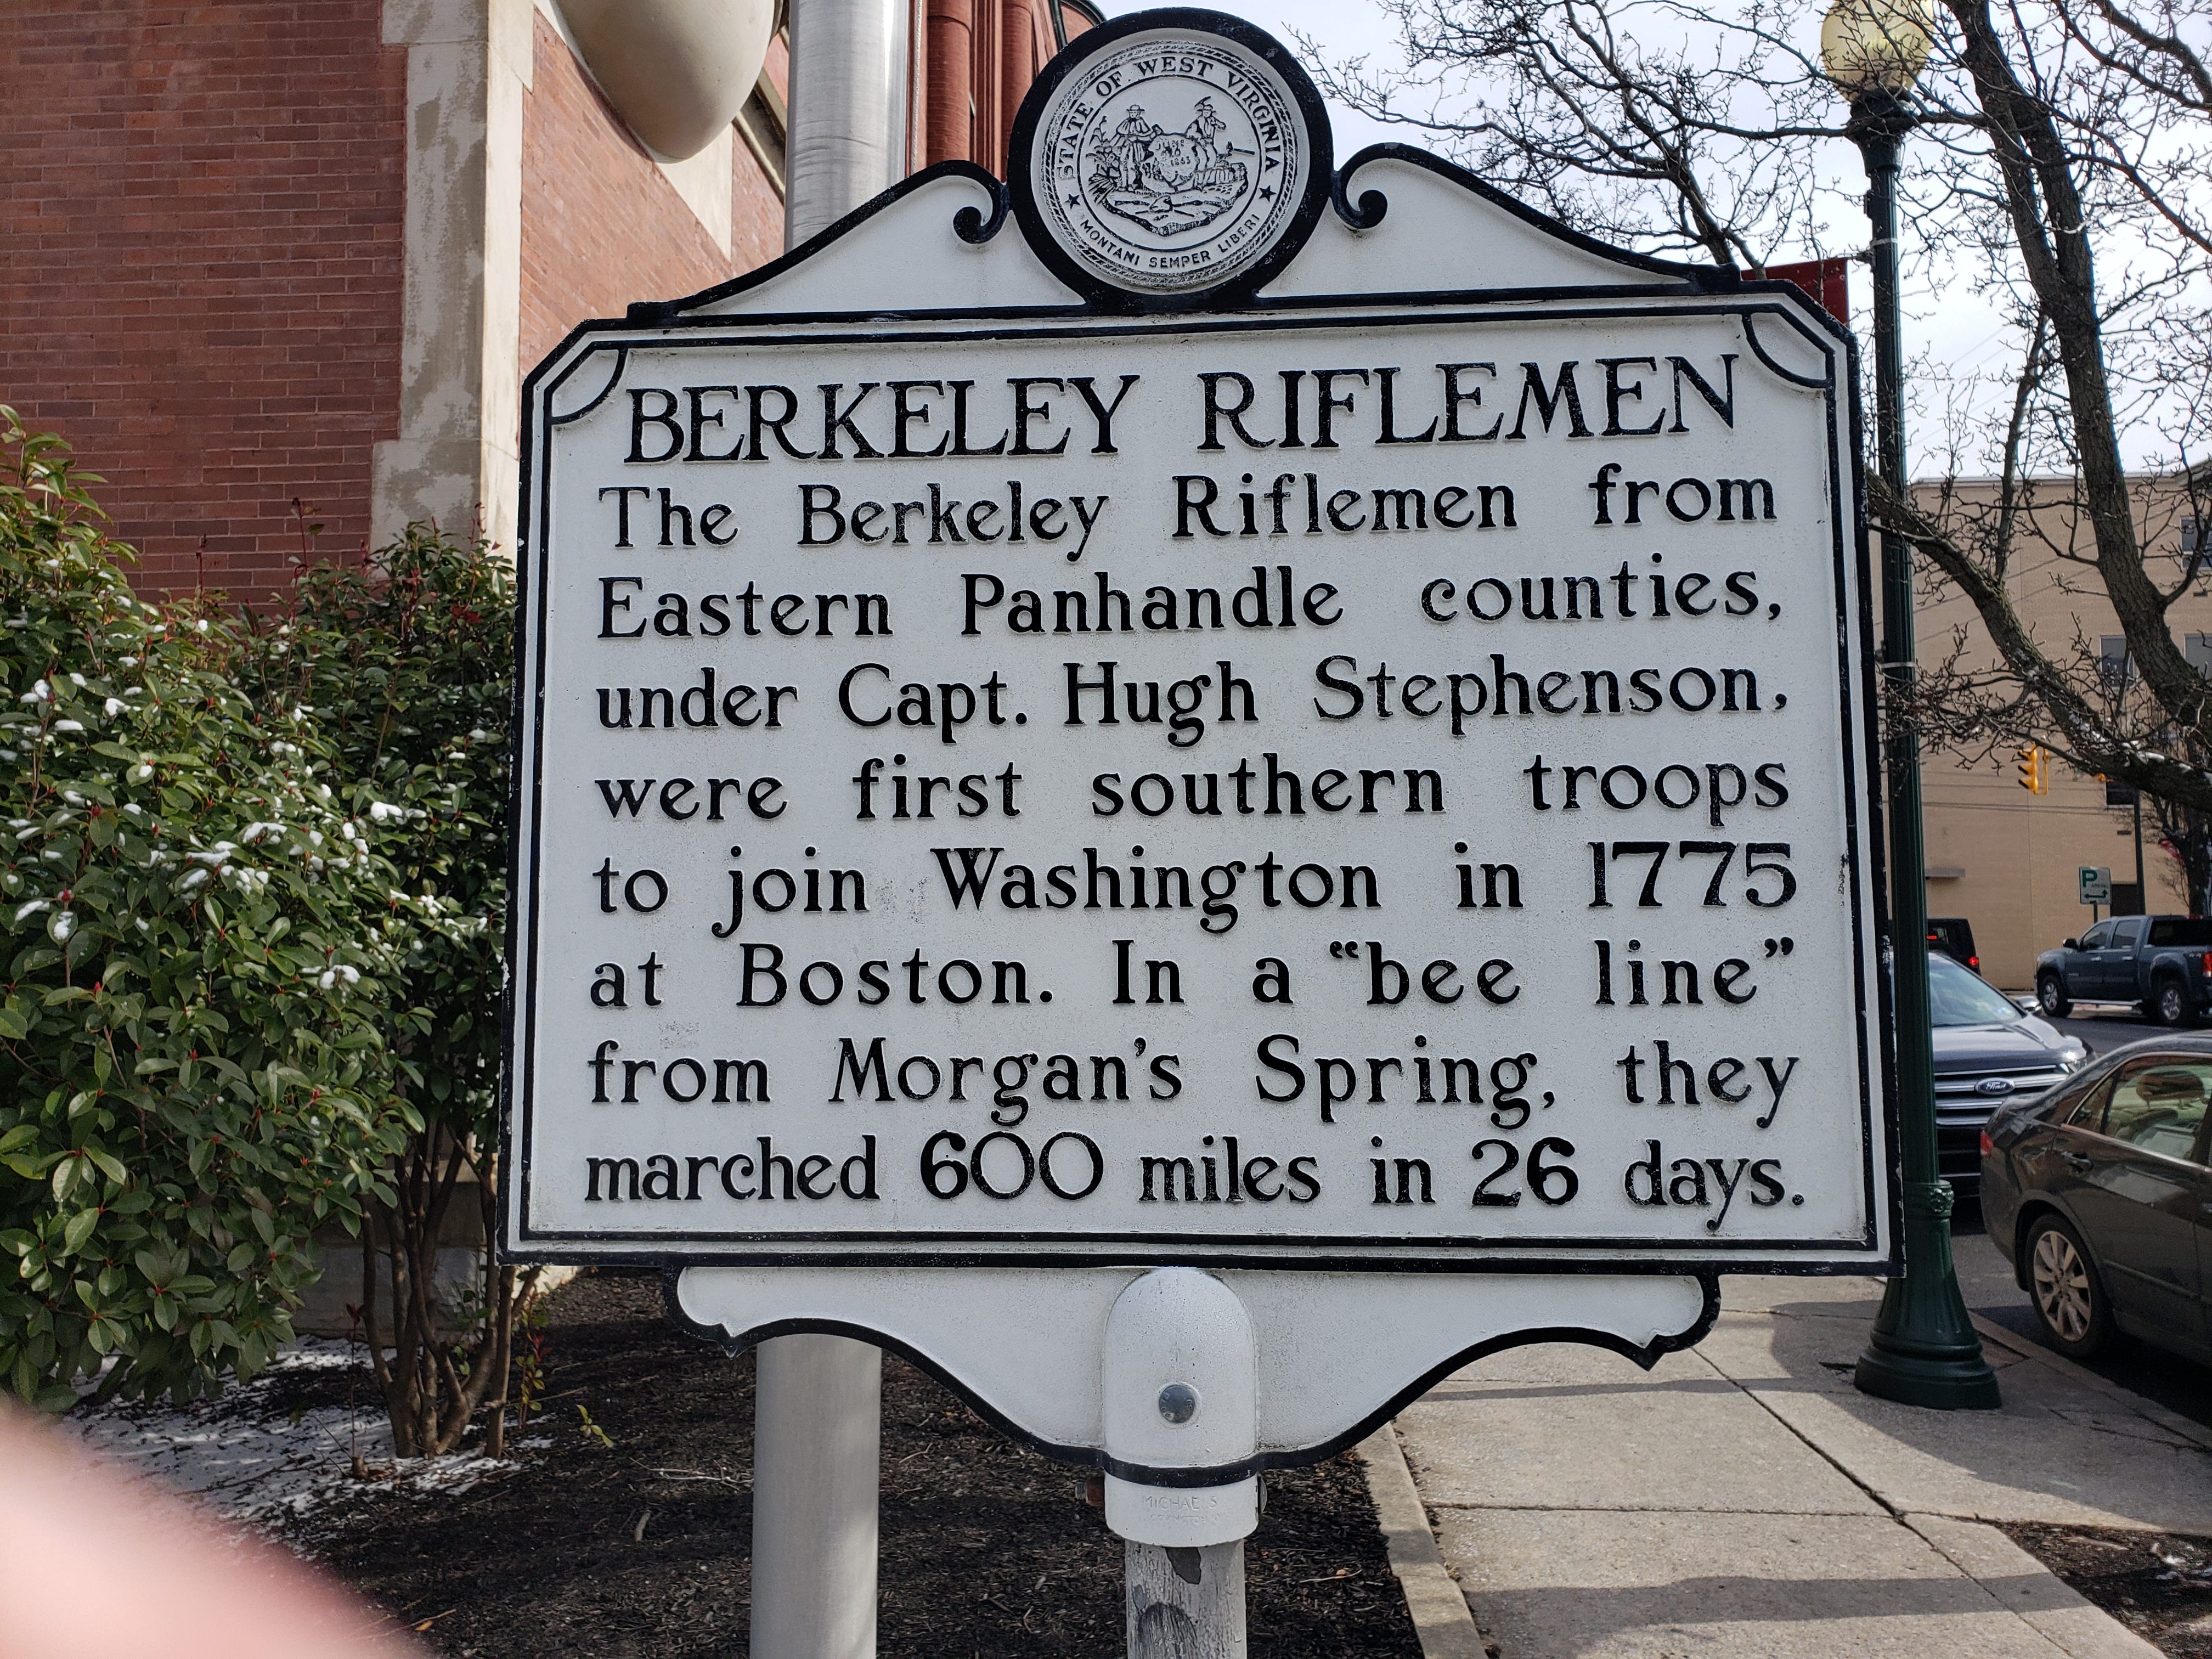 STATE OF WEST VIRGINIA
MONTANI SEMPER LIBERI
BERKELEY RIFLEMEN
The Berkeley Riflemen from
Eastern Panhandle counties,
under Capt. Hugh Stephenson,
were first southern troops
to join Washington in 1775
at Boston. In a “bee line”
from Morgan's Spring, they
marched 600 miles in 26 days.
P
Ford
MICHAEL S